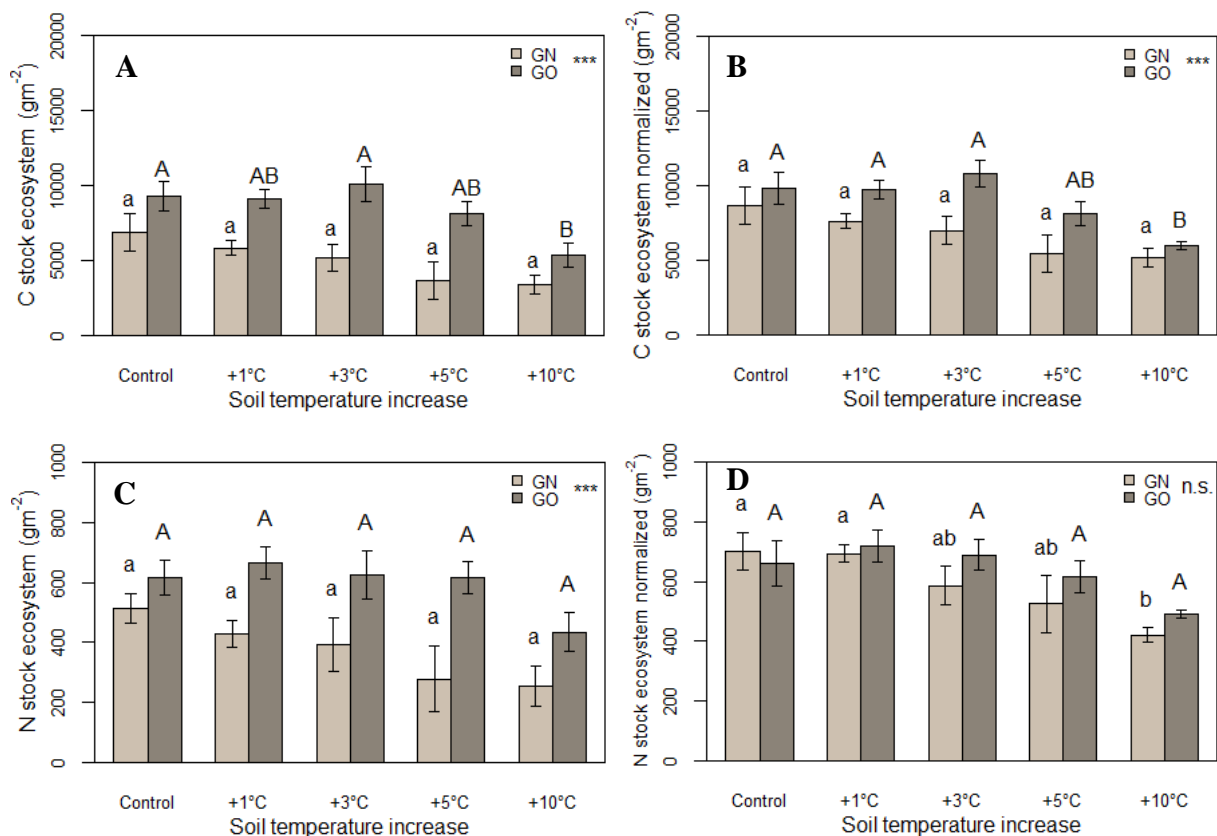 A
GN
GO
***
C stock ecosystem (gm-2)
0 5000 10000 15000 20000
a A a AB a A a AB a B
Control +1°C +3°C +5°C +10°C
Soil temperature increase
B
GN
GO
***
C stock ecosystem normalized (gm-2)
0 5000 10000 15000 20000
a A a A a A a AB a B
Control +1°C +3°C +5°C +10°C
Soil temperature increase
C
GN
GO
***
N stock ecosystem (gm-2)
0 200 400 600 800 1000
a A a A a A a A a A
Control +1°C +3°C +5°C +10°C
Soil temperature increase
D
GN
GO
n.s.
N stock ecosystem normalized (gm-2)
0 200 400 600 800 1000
a A a A ab A ab A b A
Control +1°C +3°C +5°C +10°C
Soil temperature increase